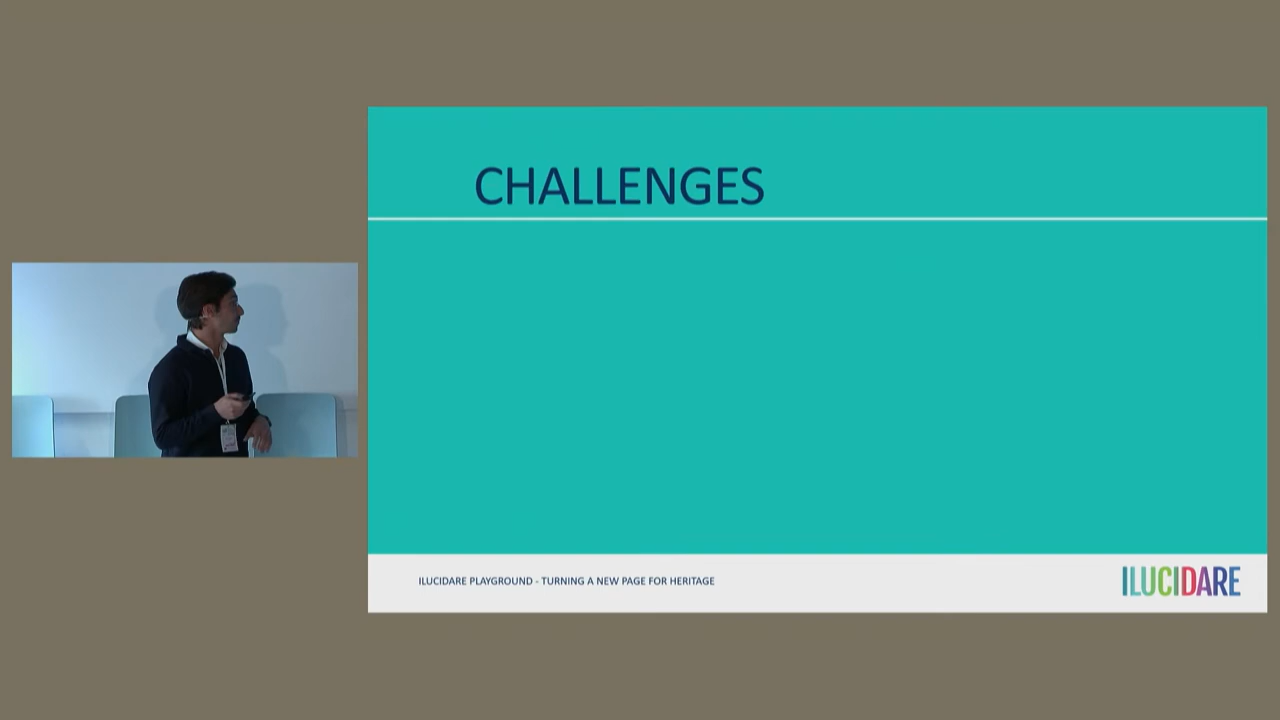 CHALLENGES
ILUCIDARE PLAYGROUND - TURNING A NEW PAGE FOR HERITAGE
ILUCIDARE